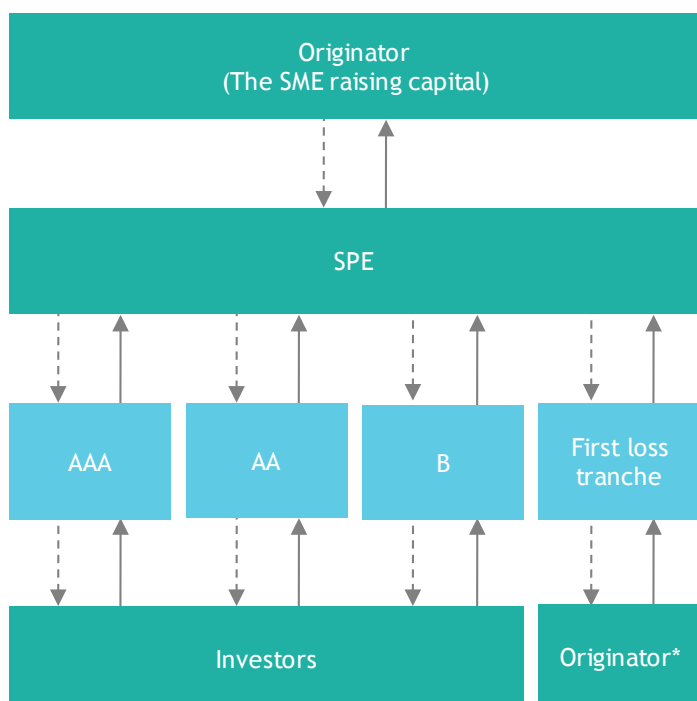 Originator
(The SME raising capital)
SPE
AAA
AA
B
First loss
tranche
Investors
Originator*